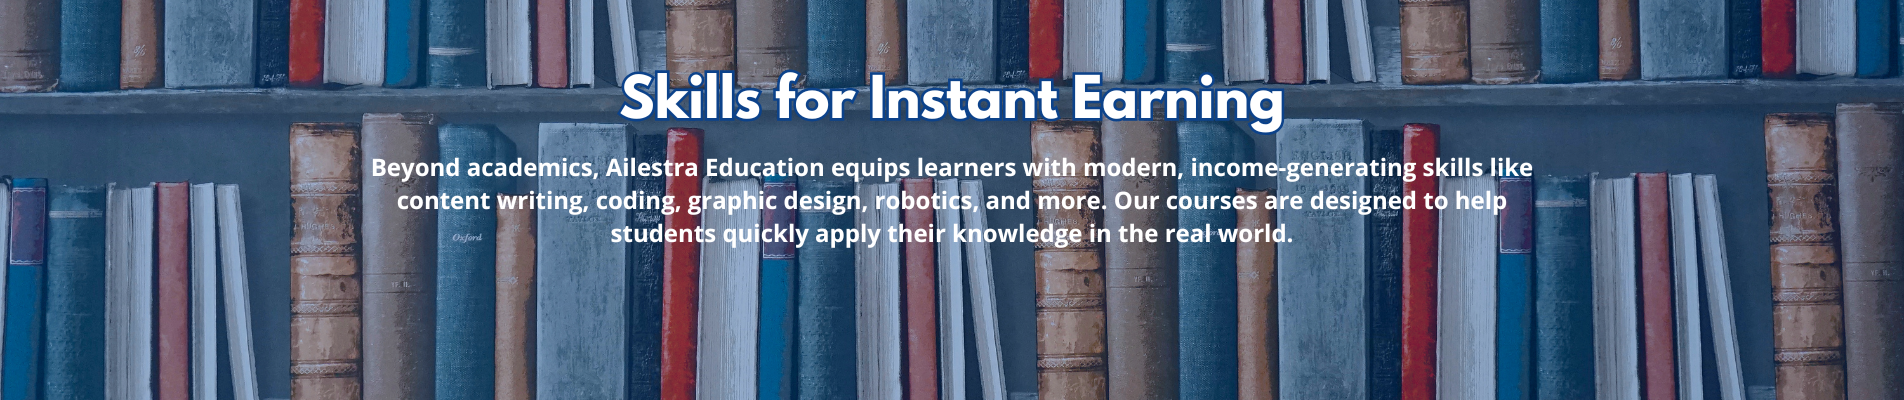 Skills for Instant Earning
Beyond academics, Ailestra Education equips learners with modern, income-generating skills like
content writing, coding, graphic design, robotics, and more. Our courses are designed to help
students quickly apply their knowledge in the real world.
Oxford